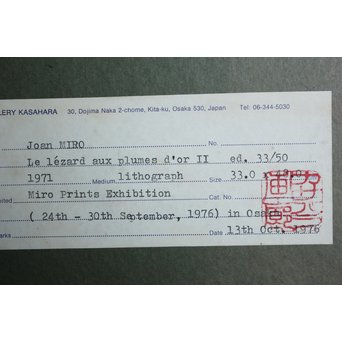 LERY KASAHARA 30, Dojima Naka 2-chome, Kita-ku, Osaka 530, Japan Tel: 06-344-5030
Joan MIRO No.
Le lézard aux plumes d'or II ed. 33/50
1971 Medium lithograph Size 33.0 x
Miro Prints Exhibition Cat. No.
( 24th - 30th September, 1976) in Osaka
arks Date 13th Oct. 1976